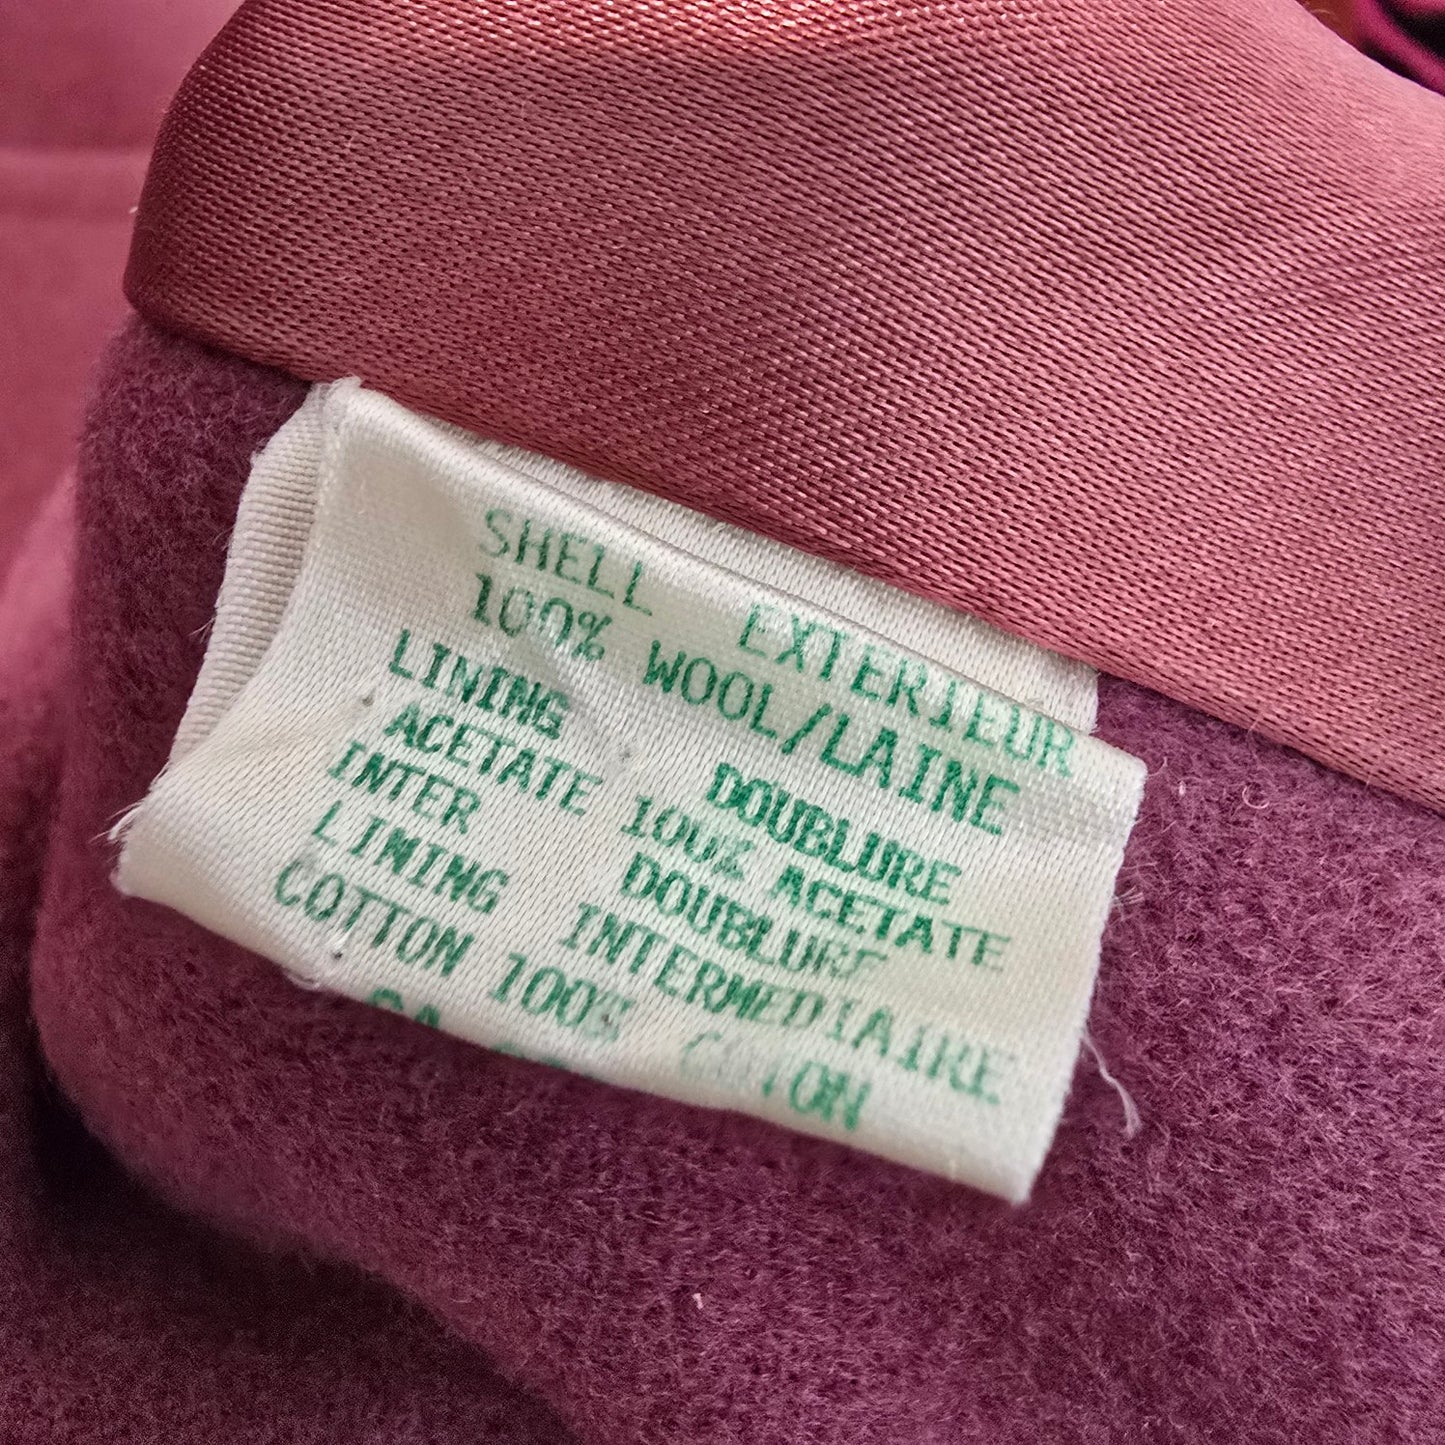 SHELL EXTERIEUR
100% WOOL/LAINE
LINING DOUBLURE
ACETATE 100% ACETATE
INTER DOUBLURE
LINING INTERMEDIAIRE
COTTON 100%